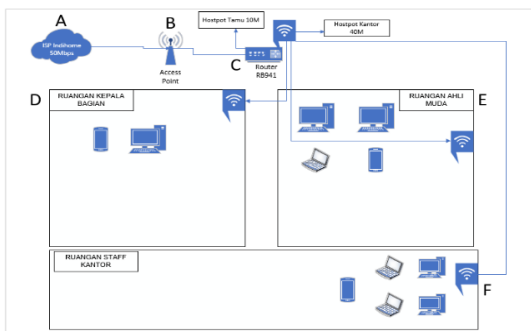 A
B
Hostpot Tamu 10M
Hostpot Kantor
40M
ISP Indihome
50Mbps
Access
Point
C
Router
RB941
D
RUANGAN KEPALA
BAGIAN
RUANGAN AHLI
MUDA
E
RUANGAN STAFF
KANTOR
F